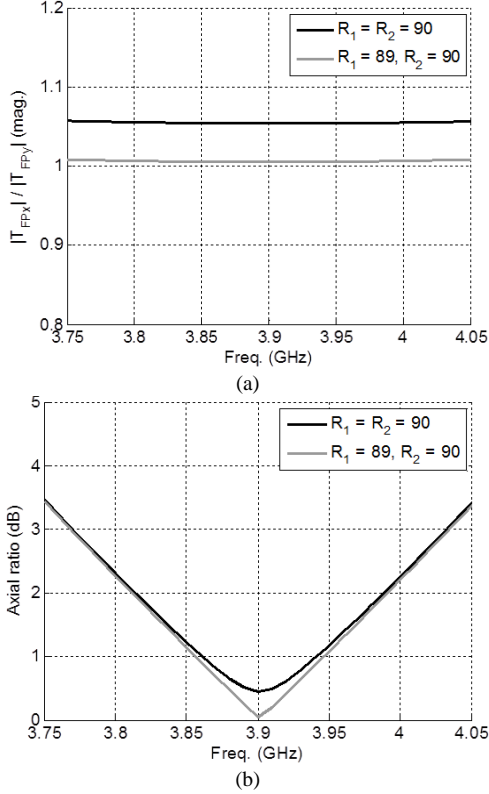 1.2
R1 = R2 = 90
R1 = 89, R2 = 90
1.1
1
0.9
0.8
|TFPx| / |TFPy| (mag.)
3.75 3.8 3.85 3.9 3.95 4 4.05
Freq. (GHz)
(a)
5
R1 = R2 = 90
R1 = 89, R2 = 90
4
3
2
1
0
Axial ratio (dB)
3.75 3.8 3.85 3.9 3.95 4 4.05
Freq. (GHz)
(b)